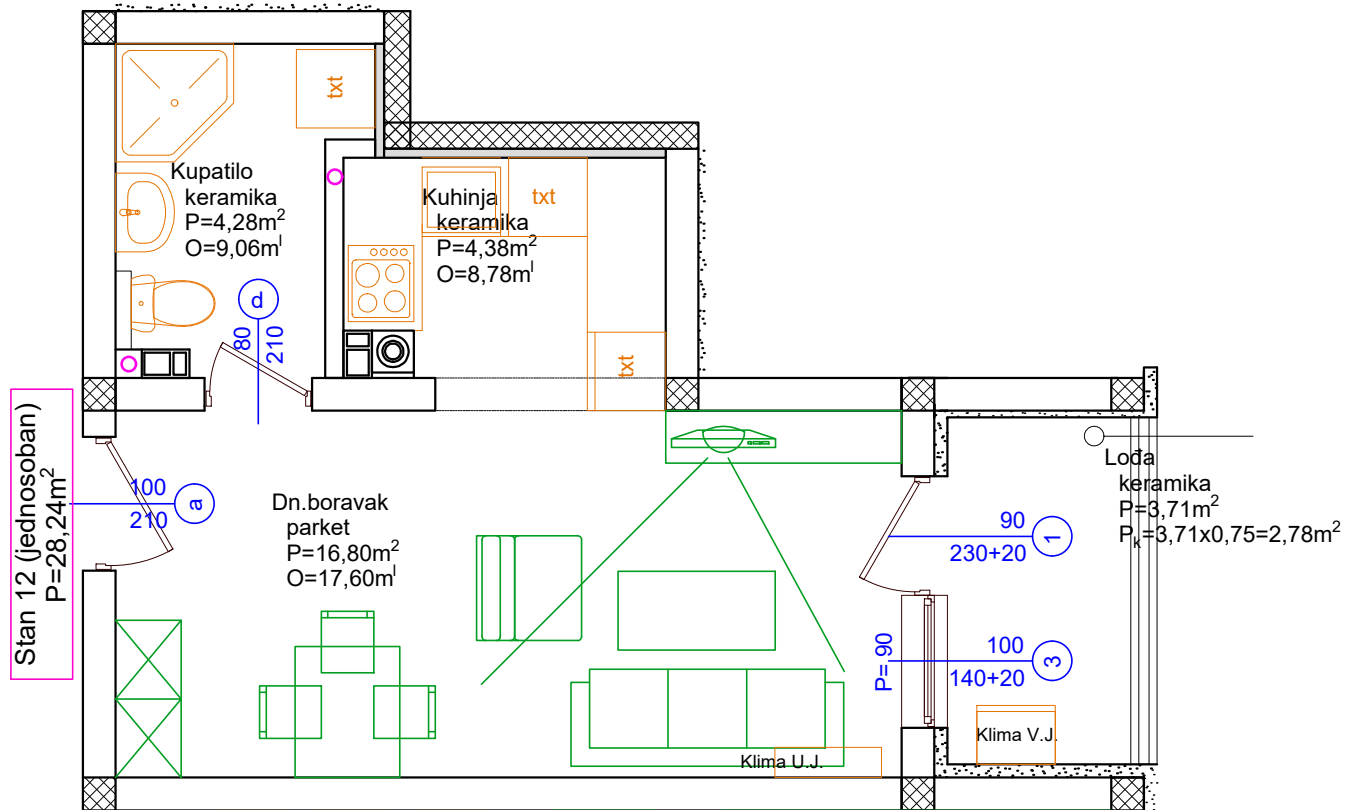 txt
Kupatilo
keramika
P=4,28m²
O=9,06mˡ
Kuhinja
keramika
P=4,38m²
O=8,78mˡ
txt
txt
d
80
210
Stan 12 (jednosoban)
P=28,24m²
100
210
a
Dn.boravak
parket
P=16,80m²
O=17,60mˡ
Lođa
keramika
P=3,71m²
Pₖ=3,71x0,75=2,78m²
90
230+20
1
P= 90
100
140+20
3
Klima U.J.
Klima V.J.